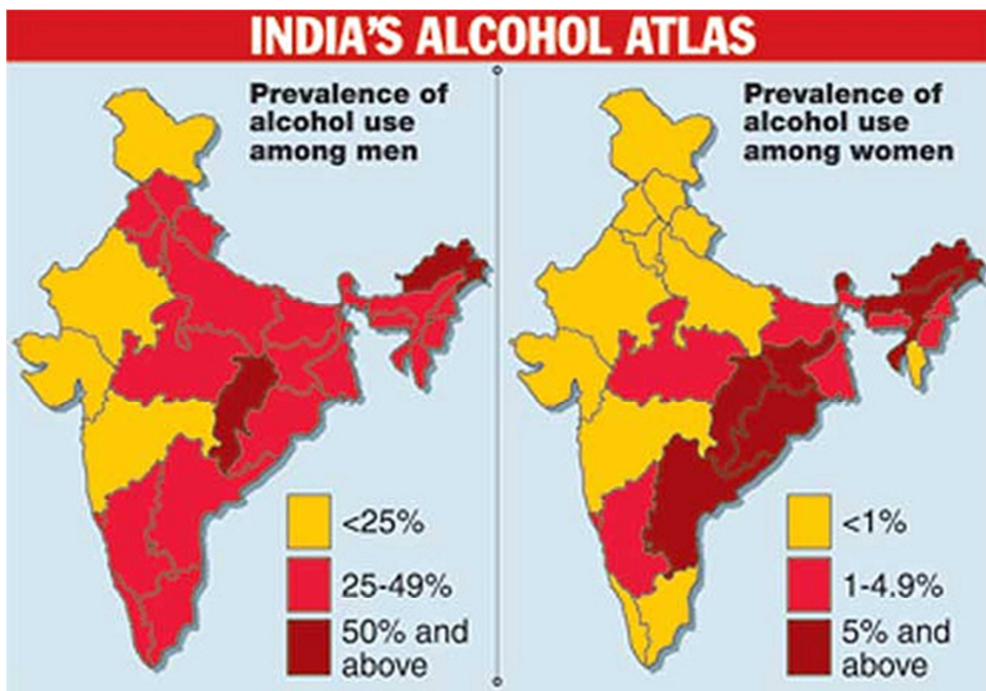 INDIA'S ALCOHOL ATLAS
Prevalence of
alcohol use
among men
<25%
25-49%
50% and
above
Prevalence of
alcohol use
among women
<1%
1-4.9%
5% and
above